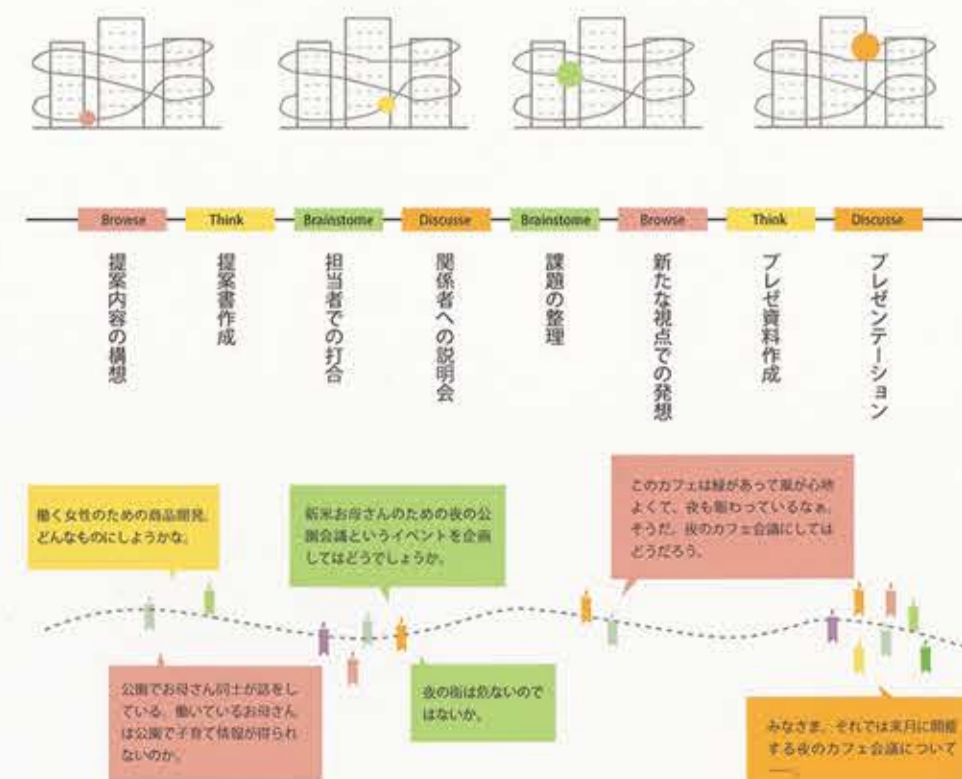 Browse
Think
Brainstome
Discusse
Brainstome
Browse
Think
Discusse
提案内容の構想
提案書作成
担当者での打合
関係者への説明会
課題の整理
新たな視点での発想
プレゼ資料作成
プレゼンテーション
働く女性のための商品開発、
どんなものにしようかな。
新米お母さんのための夜の公
園会議というイベントを企画
してはどうでしょうか。
このカフェは緑があって風が心地
よくて、夜も賑わっているなぁ。
そうだ、夜のカフェ会議にしては
どうだろう。
公園でお母さん同士が話をし
ている。働いているお母さん
は公園で子育て情報が得られ
ないのか。
夜の街は危ないので
はないか。
みなさま、それでは来月に開催
する夜のカフェ会議について
――。